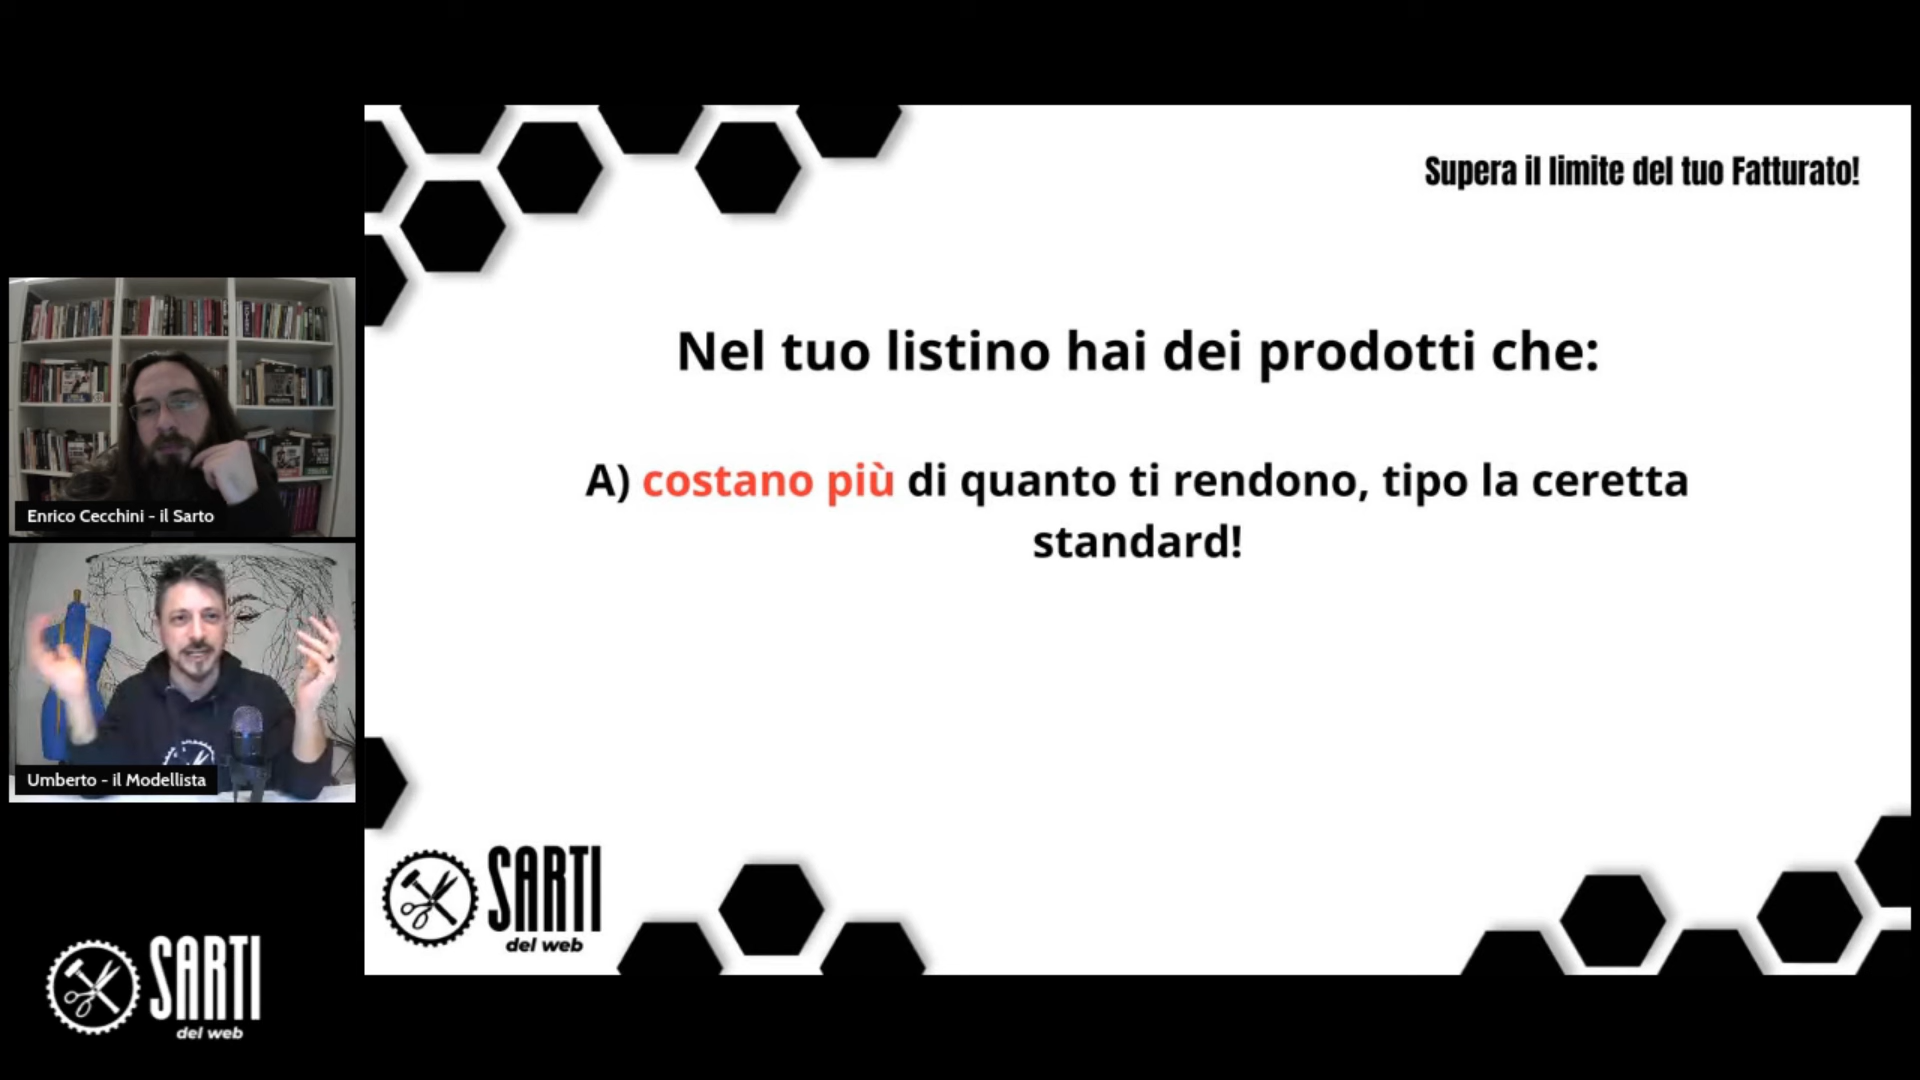 Supera il limite del tuo Fatturato!
Nel tuo listino hai dei prodotti che:
A) costano più di quanto ti rendono, tipo la ceretta
standard!
Enrico Cecchini - il Sarto
Umberto - il Modellista
SARTI
del web
SARTI
del web